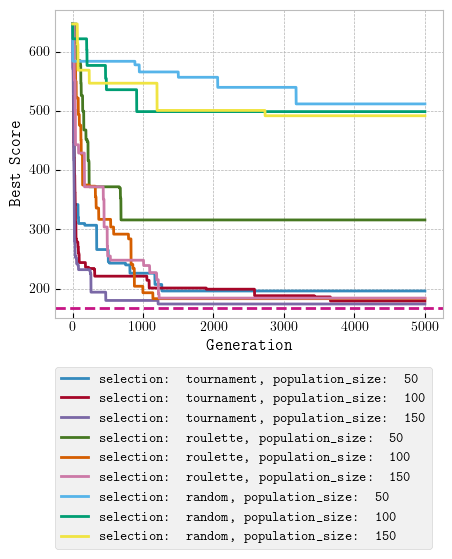 600
500
400
300
200
Best Score
0
1000
2000
3000
4000
5000
Generation
selection: tournament, population_size: 50
selection: tournament, population_size: 100
selection: tournament, population_size: 150
selection: roulette, population_size: 50
selection: roulette, population_size: 100
selection: roulette, population_size: 150
selection: random, population_size: 50
selection: random, population_size: 100
selection: random, population_size: 150